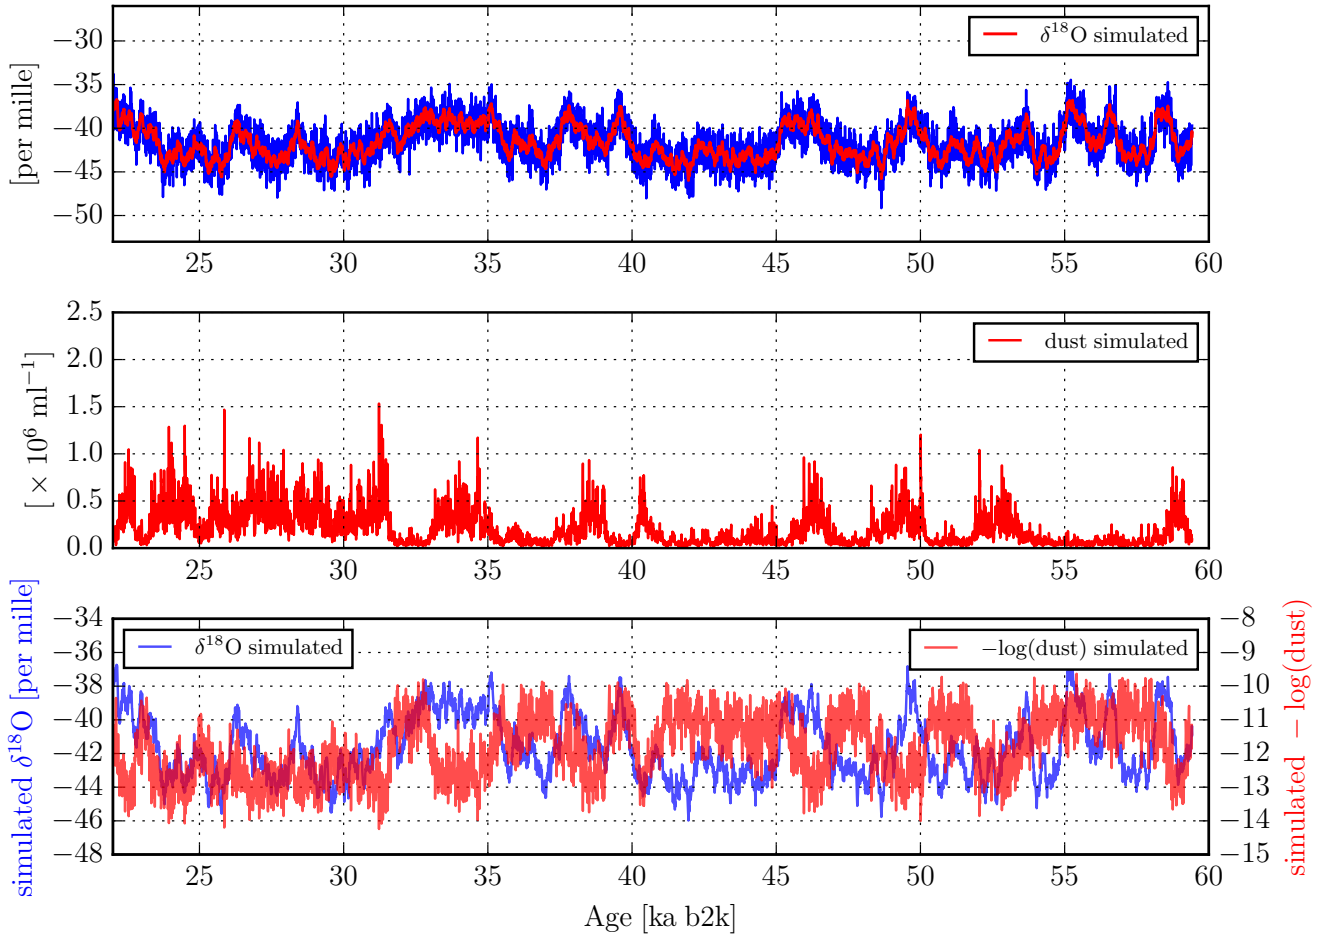 −30
−35
−40
−45
−50
[per mille]
δ¹⁸O simulated
25 30 35 40 45 50 55 60
2.5
2.0
1.5
1.0
0.5
0.0
[ × 10⁶ ml⁻¹]
dust simulated
25 30 35 40 45 50 55 60
−34
−36
−38
−40
−42
−44
−46
−48
simulated δ¹⁸O [per mille]
δ¹⁸O simulated
−log(dust) simulated
−8
−9
−10
−11
−12
−13
−14
−15
simulated − log(dust)
25 30 35 40 45 50 55 60
Age [ka b2k]